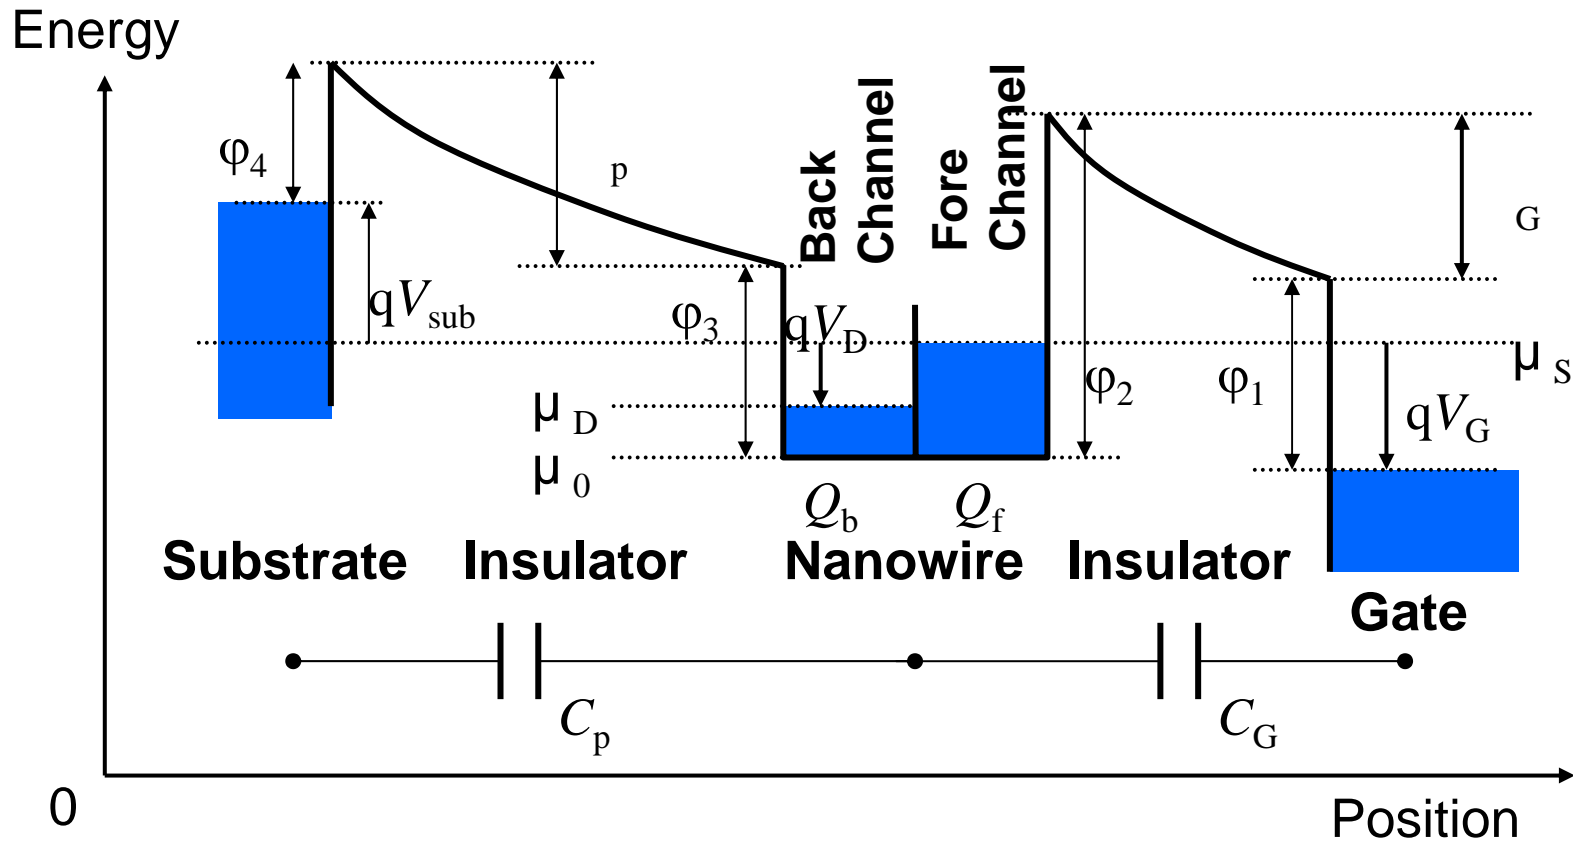 Energy
φ4
p
Back
Channel
Fore
Channel
G
qVsub
φ3
qVD
φ2
φ1
μS
μD
qVG
μ0
Qb
Qf
Substrate
Insulator
Nanowire
Insulator
Gate
Cp
CG
0
Position